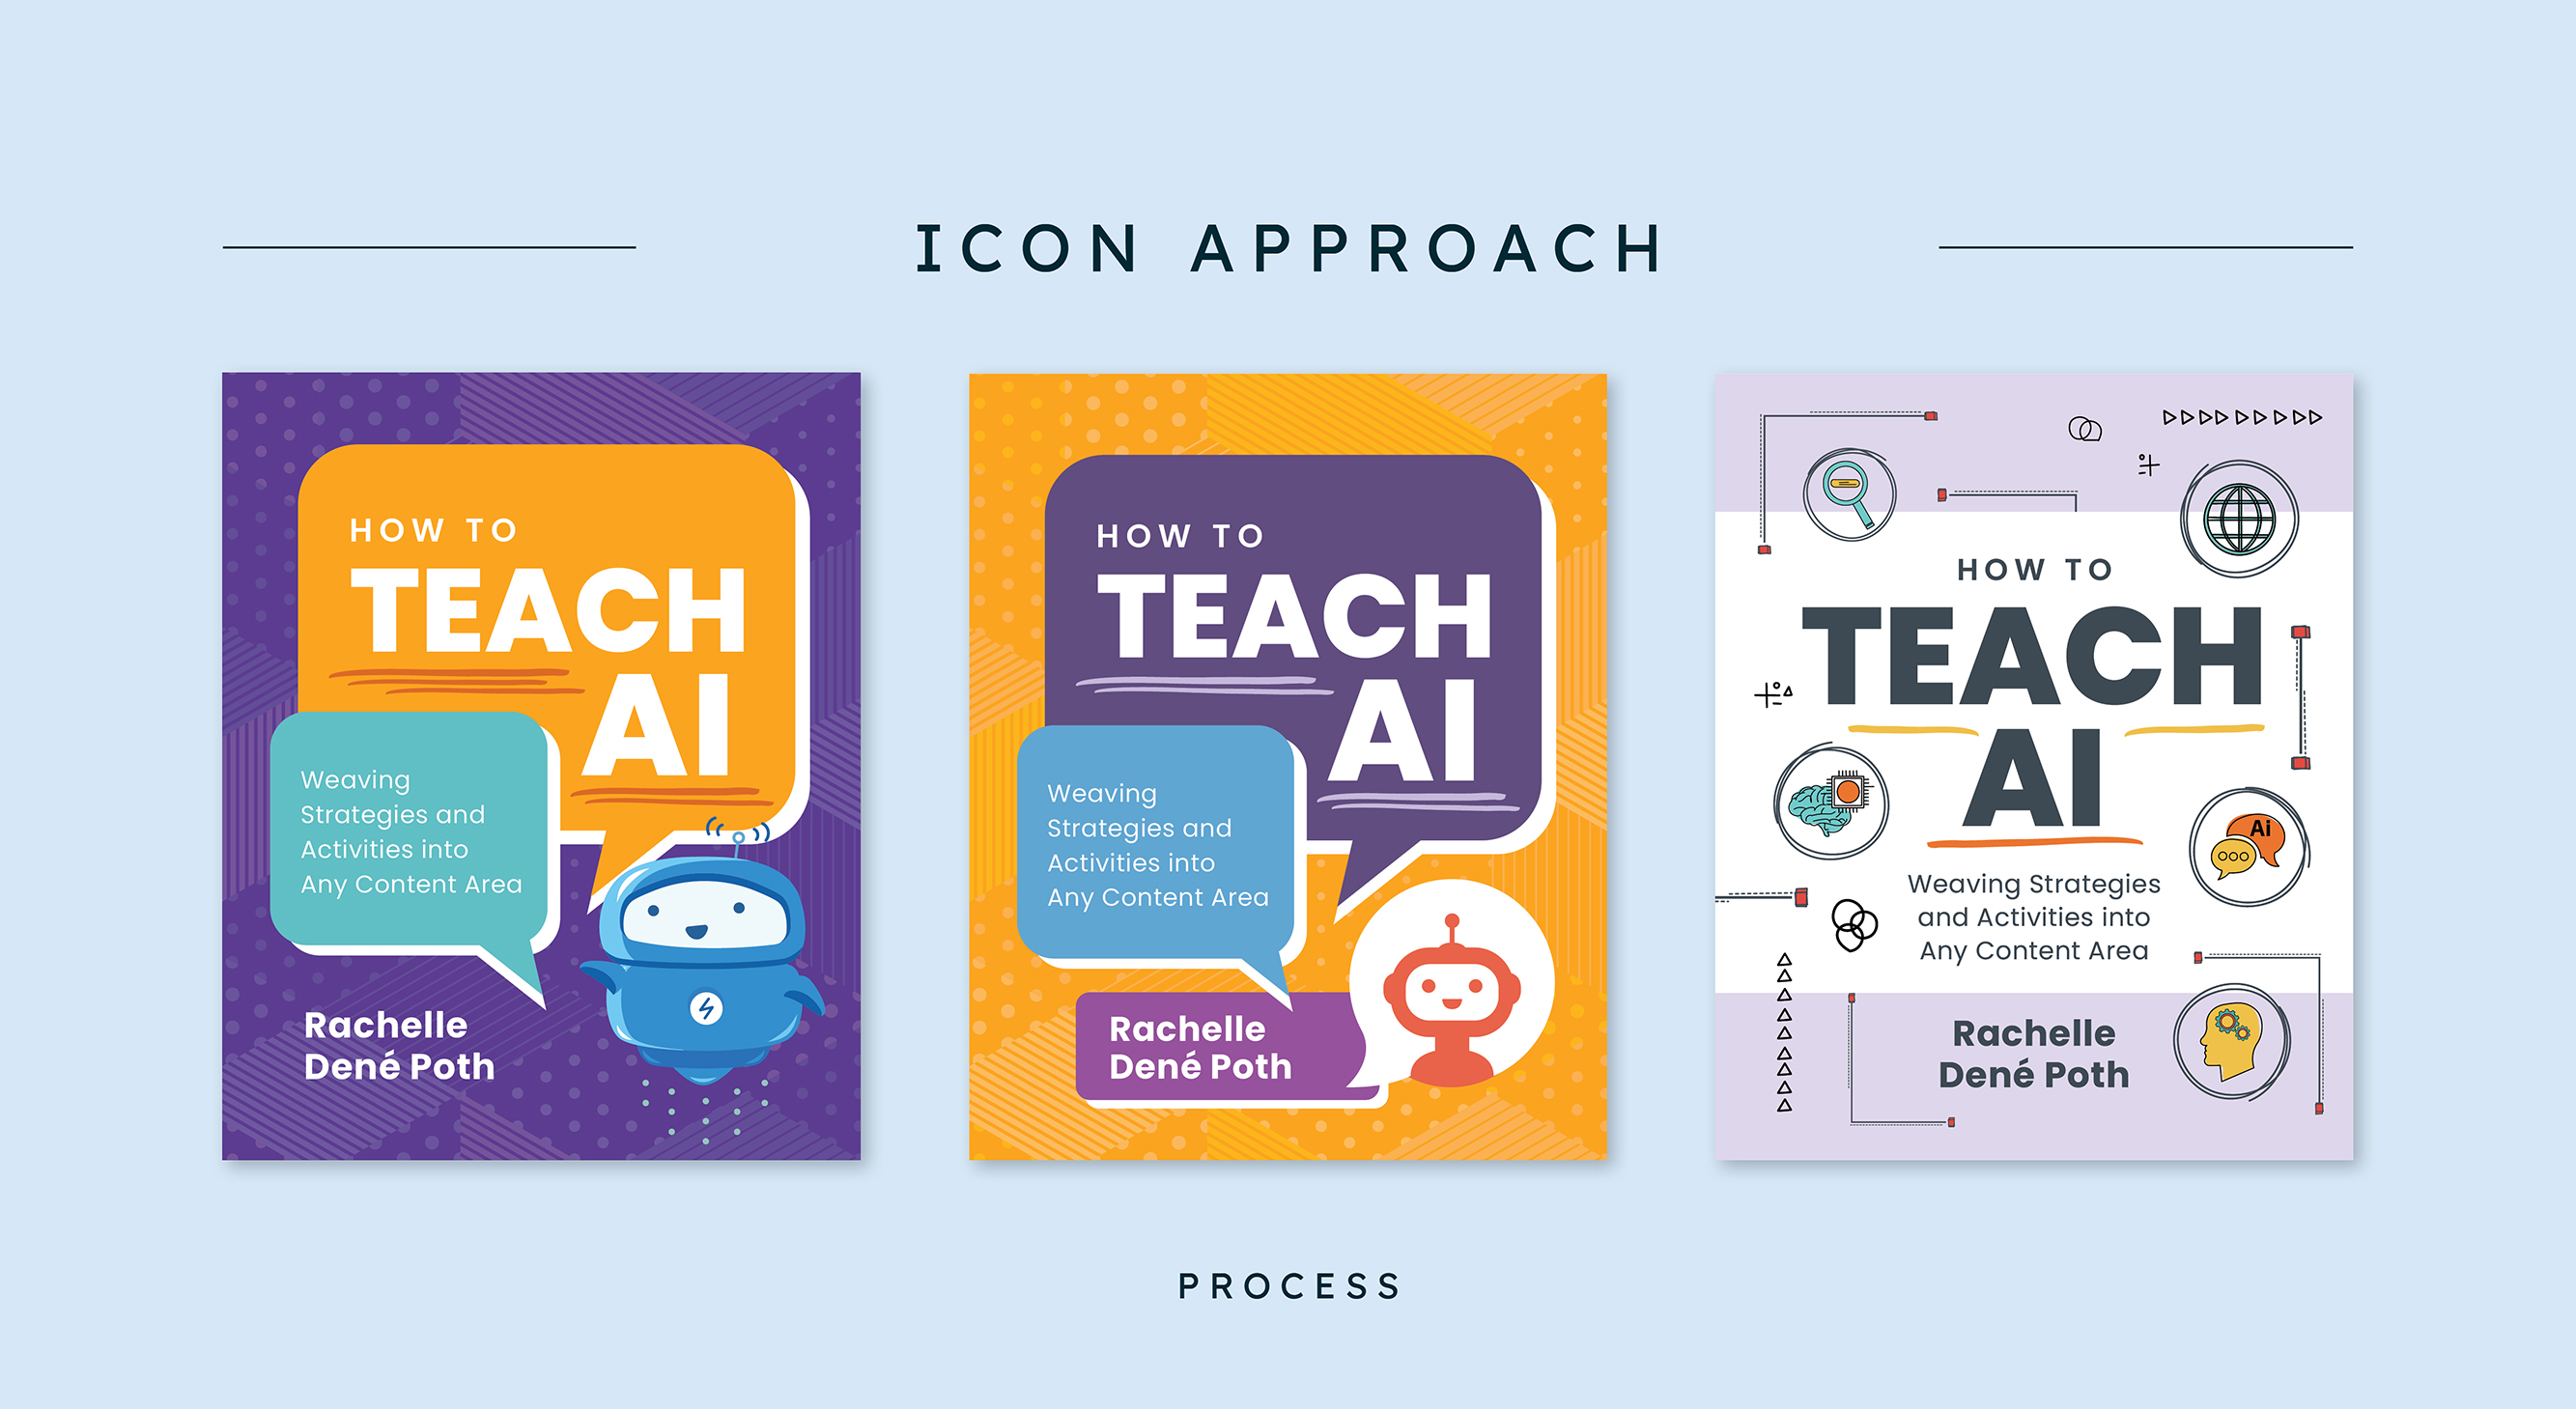 ICON APPROACH
HOW TO
TEACH
AI
Weaving
Strategies and
Activities into
Any Content Area
Rachelle
Dené Poth
HOW TO
TEACH
AI
Weaving
Strategies and
Activities into
Any Content Area
Rachelle
Dené Poth
HOW TO
TEACH
AI
Ai
Weaving Strategies
and Activities into
Any Content Area
Rachelle
Dené Poth
PROCESS